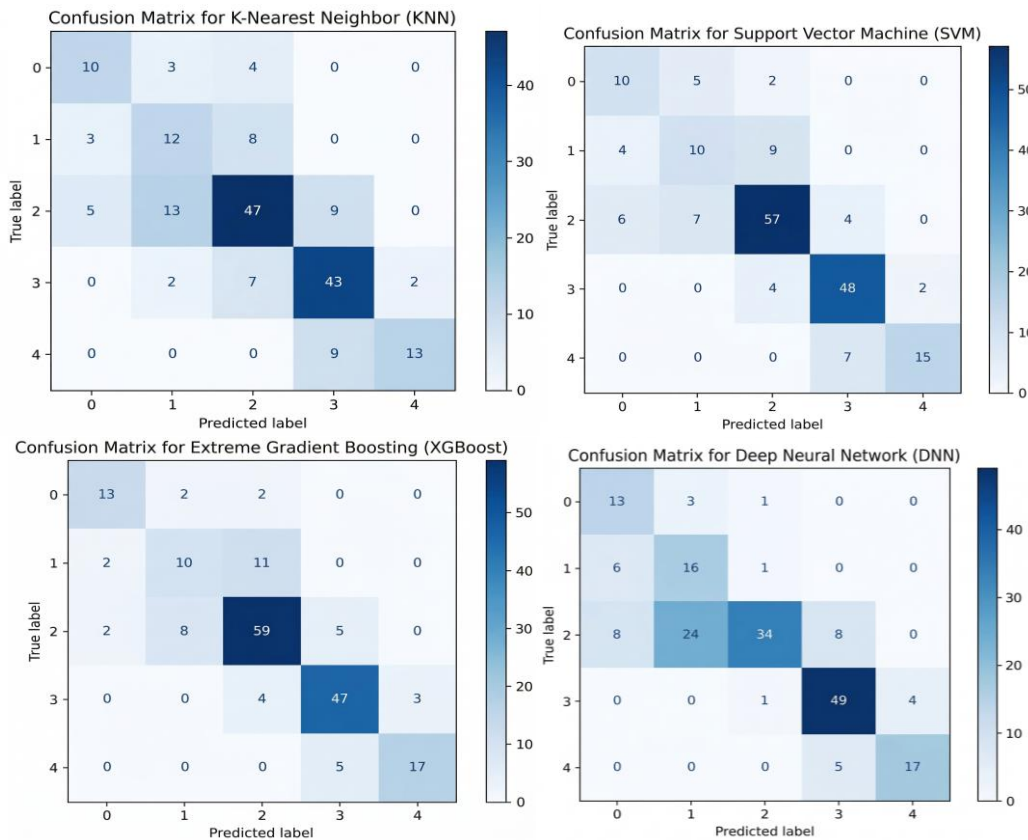 Confusion Matrix for K-Nearest Neighbor (KNN)
True label
0 10 3 4 0 0
1 3 12 8 0 0
2 5 13 47 9 0
3 0 2 7 43 2
4 0 0 0 9 13
0 1 2 3 4
Predicted label
40
30
20
10
0
Confusion Matrix for Support Vector Machine (SVM)
True label
0 10 5 2 0 0
1 4 10 9 0 0
2 6 7 57 4 0
3 0 0 4 48 2
4 0 0 0 7 15
0 1 2 3 4
Predicted label
50
40
30
20
10
0
Confusion Matrix for Extreme Gradient Boosting (XGBoost)
True label
0 13 2 2 0 0
1 2 10 11 0 0
2 2 8 59 5 0
3 0 0 4 47 3
4 0 0 0 5 17
0 1 2 3 4
Predicted label
50
40
30
20
10
0
Confusion Matrix for Deep Neural Network (DNN)
True label
0 13 3 1 0 0
1 6 16 1 0 0
2 8 24 34 8 0
3 0 0 1 49 4
4 0 0 0 5 17
0 1 2 3 4
Predicted label
40
30
20
10
0